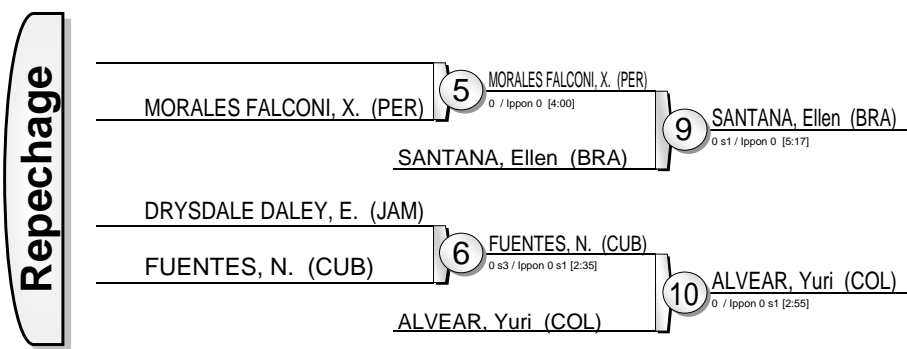 Repechage
MORALES FALCONI, X. (PER)
5
MORALES FALCONI, X. (PER)
0 / Ippon 0 [4:00]
SANTANA, Ellen (BRA)
9
SANTANA, Ellen (BRA)
0 s1 / Ippon 0 [5:17]
DRYSDALE DALEY, E. (JAM)
FUENTES, N. (CUB)
6
FUENTES, N. (CUB)
0 s3 / Ippon 0 s1 [2:35]
ALVEAR, Yuri (COL)
10
ALVEAR, Yuri (COL)
0 / Ippon 0 s1 [2:55]